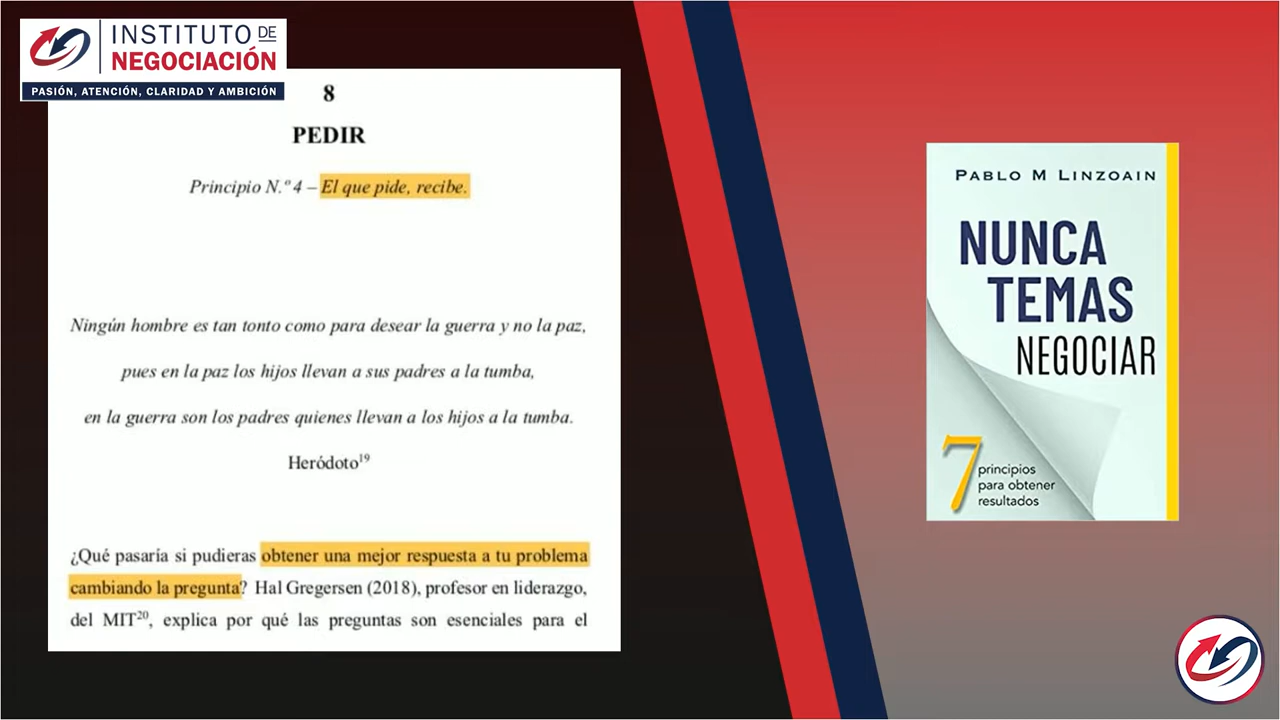 INSTITUTO DE
NEGOCIACIÓN
PASIÓN, ATENCIÓN, CLARIDAD Y AMBICIÓN
8
PEDIR
Principio N.º 4 – El que pide, recibe.
Ningún hombre es tan tonto como para desear la guerra y no la paz,
pues en la paz los hijos llevan a sus padres a la tumba,
en la guerra son los padres quienes llevan a los hijos a la tumba.
Heródoto¹⁹
¿Qué pasaría si pudieras obtener una mejor respuesta a tu problema
cambiando la pregunta? Hal Gregersen (2018), profesor en liderazgo,
del MIT²⁰, explica por qué las preguntas son esenciales para el
PABLO M LINZOAIN
NUNCA
TEMAS
NEGOCIAR
7 principios
para obtener
resultados